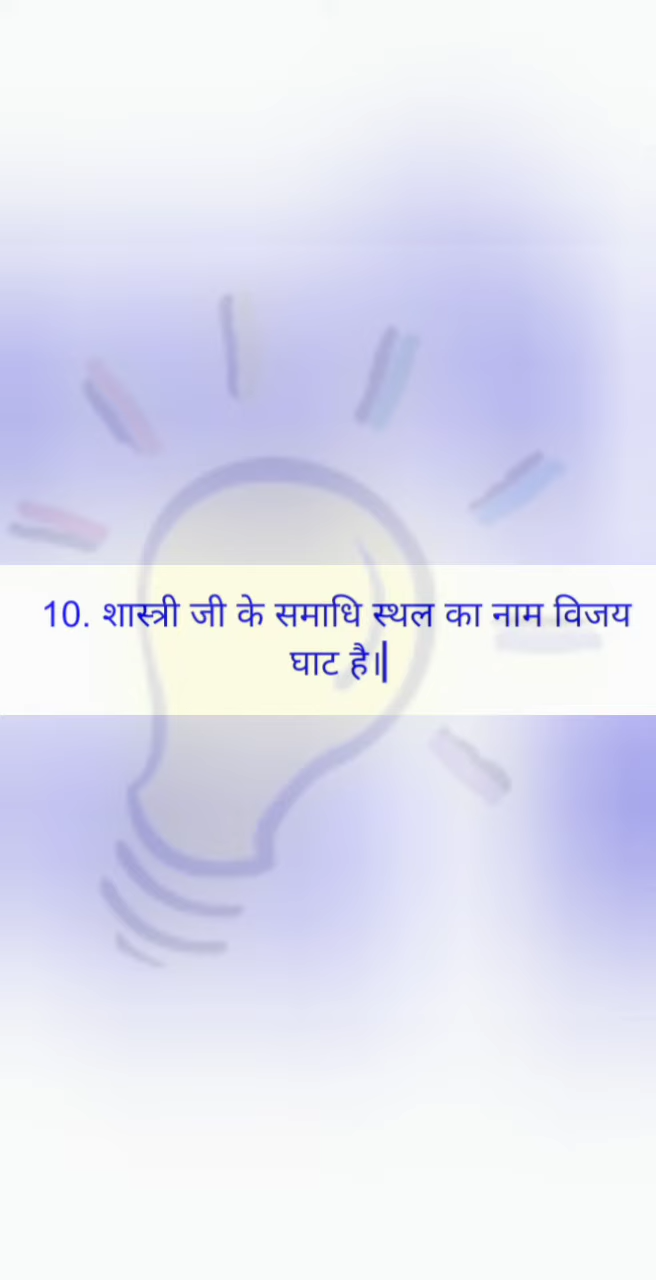 10. शास्त्री जी के समाधि स्थल का नाम विजय
घाट है।